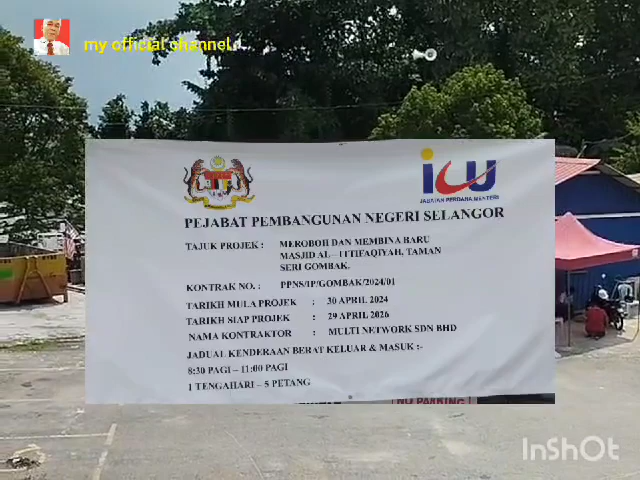 my official channel
ICU
JABATAN PERDANA MENTERI
PEJABAT PEMBANGUNAN NEGERI SELANGOR
TAJUK PROJEK : MEROBOH DAN MEMBINA BARU
MASJID AL – ITTIFAQIYAH, TAMAN
SERI GOMBAK.
KONTRAK NO. : PPNS/IP/GOMBAK/2024/01
TARIKH MULA PROJEK : 30 APRIL 2024
TARIKH SIAP PROJEK : 29 APRIL 2026
NAMA KONTRAKTOR : MULTI NETWORK SDN BHD
JADUAL KENDERAAN BERAT KELUAR & MASUK :-
8:30 PAGI – 11:00 PAGI
1 TENGAHARI – 5 PETANG
NO PARKING
InShOt